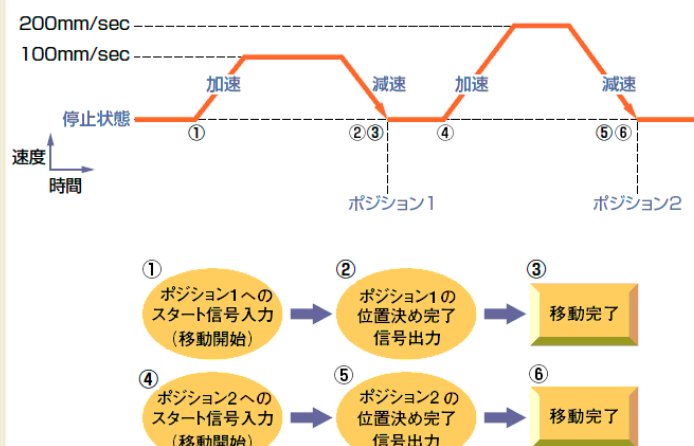 200mm/sec
100mm/sec
加速
減速
加速
減速
停止状態
①
②③
④
⑤⑥
速度
時間
ポジション1
ポジション2
①
②
③
ポジション1への
スタート信号入力
(移動開始)
ポジション1の
位置決め完了
信号出力
移動完了
④
⑤
⑥
ポジション2への
スタート信号入力
(移動開始)
ポジション2の
位置決め完了
信号出力
移動完了